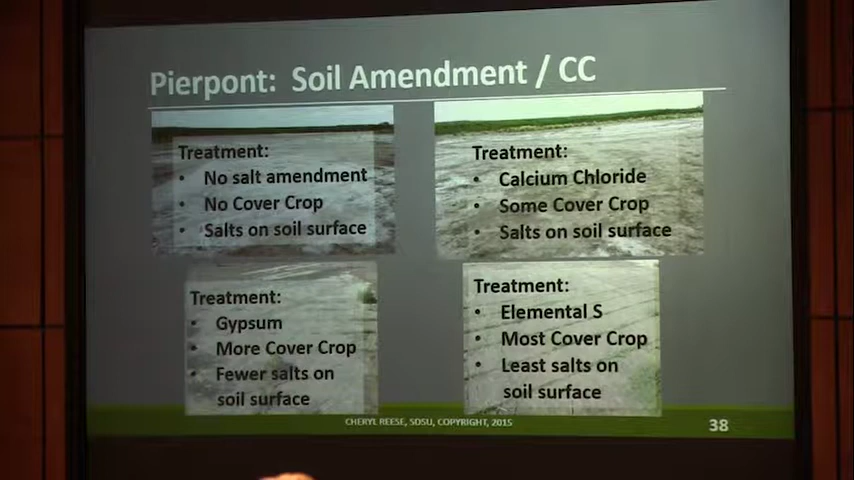 Pierpont: Soil Amendment / CC
Treatment:
• No salt amendment
• No Cover Crop
• Salts on soil surface
Treatment:
• Calcium Chloride
• Some Cover Crop
• Salts on soil surface
Treatment:
• Gypsum
• More Cover Crop
• Fewer salts on
soil surface
Treatment:
• Elemental S
• Most Cover Crop
• Least salts on
soil surface
CHERYL REESE, SDSU, COPYRIGHT, 2015
38